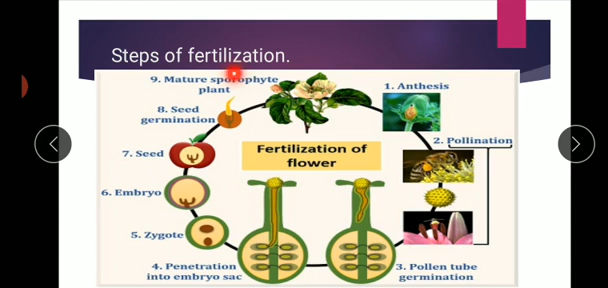 Steps of fertilization.
9. Mature sporophyte
plant
1. Anthesis
8. Seed
germination
2. Pollination
Fertilization of
flower
7. Seed
6. Embryo
5. Zygote
4. Penetration
into embryo sac
3. Pollen tube
germination